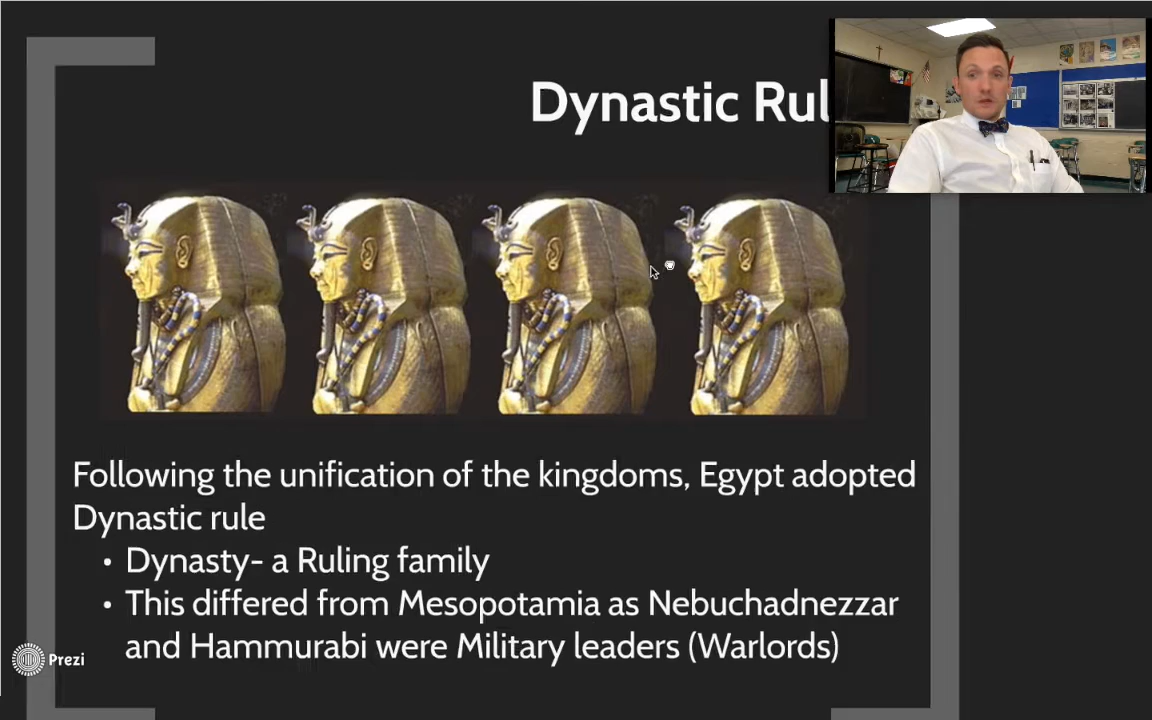 Dynastic Rul
Following the unification of the kingdoms, Egypt adopted
Dynastic rule
• Dynasty- a Ruling family
• This differed from Mesopotamia as Nebuchadnezzar
and Hammurabi were Military leaders (Warlords)
Prezi